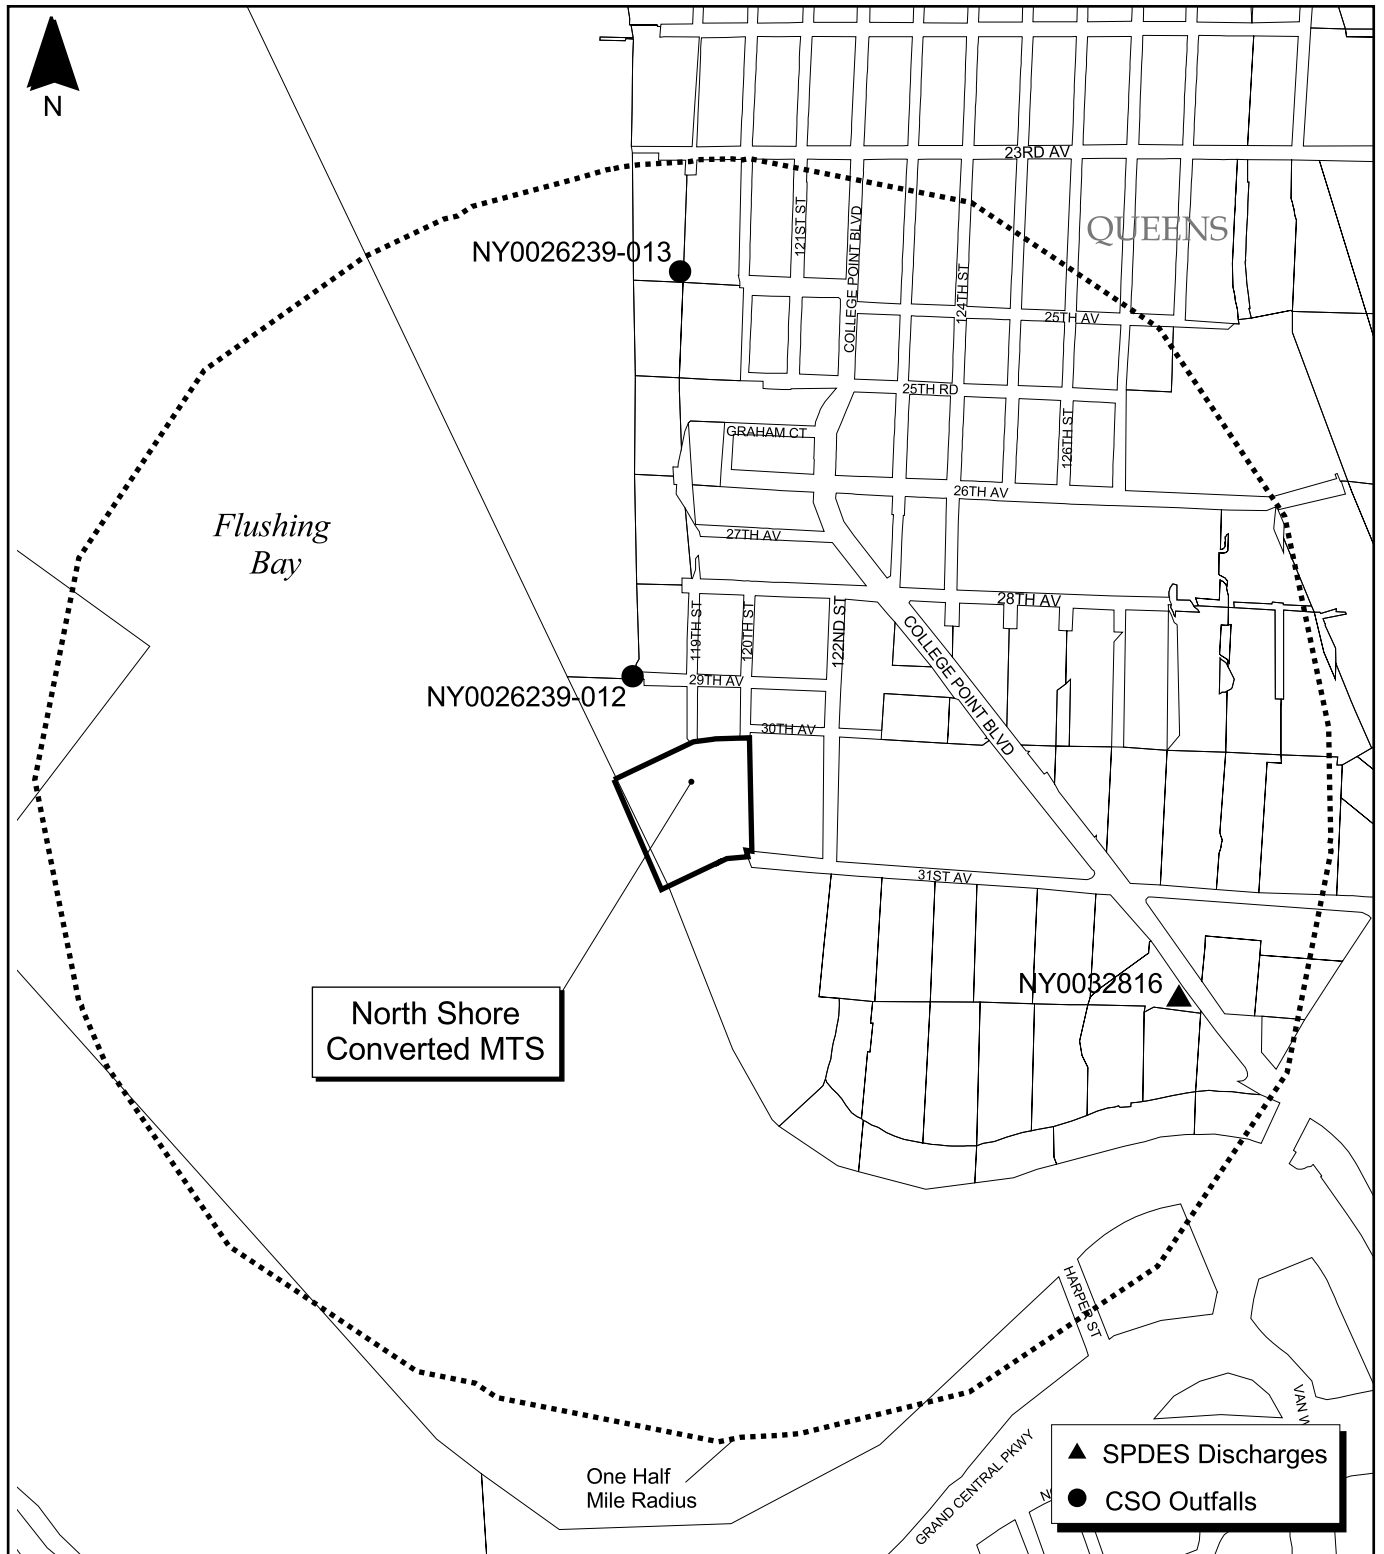 N
23RD AV
QUEENS
121ST ST
COLLEGE POINT BLVD
NY0026239-013
124TH ST
25TH AV
25TH RD
GRAHAM CT
126TH ST
26TH AV
Flushing
Bay
27TH AV
28TH AV
119TH ST
120TH ST
122ND ST
COLLEGE POINT BLVD
29TH AV
NY0026239-012
30TH AV
31ST AV
NY0032816
North Shore
Converted MTS
HARPER ST
VAN W
GRAND CENTRAL PKWY
One Half
Mile Radius
SPDES Discharges
CSO Outfalls